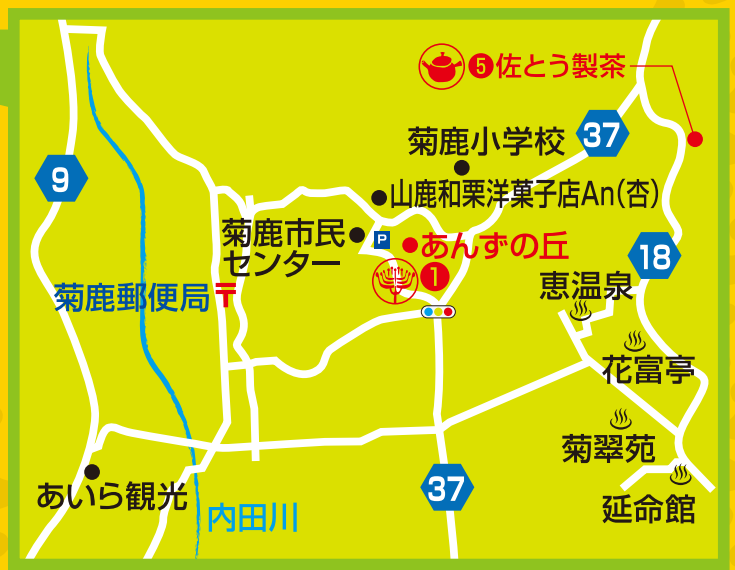 5 佐とう製茶
菊鹿小学校
37
9
山鹿和栗洋菓子店An(杏)
菊鹿市民
センター
P
あんずの丘
1
18
恵温泉
菊鹿郵便局〒
花富亭
菊翠苑
37
あいら観光
内田川
延命館